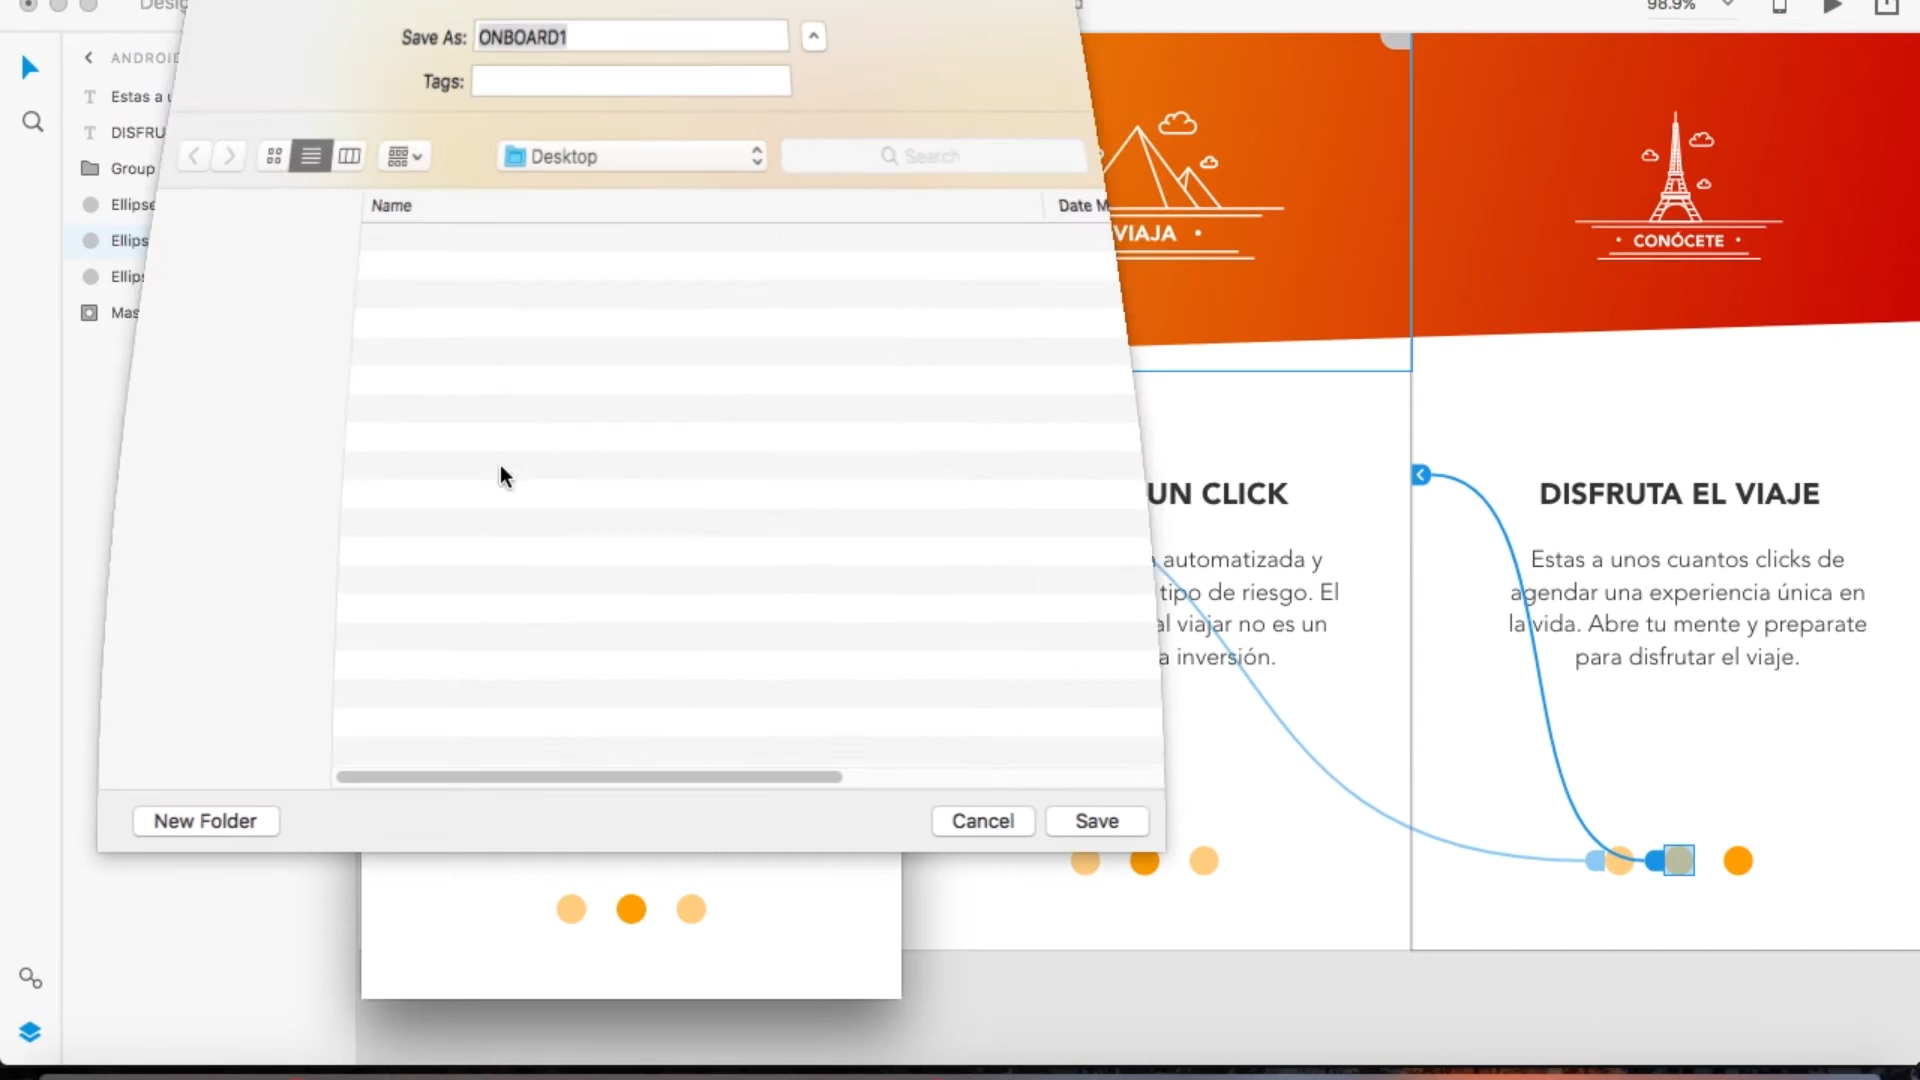 98.9%
Save As: ONBOARD1
Tags:
Desktop
Search
Name
Date M
ANDROID
Estas a u
DISFRU
Group
Ellipse
Ellips
Ellips
Mas
VIAJA
CONÓCETE
UN CLICK
automatizada y
tipo de riesgo. El
al viajar no es un
a inversión.
DISFRUTA EL VIAJE
Estas a unos cuantos clicks de
agendar una experiencia única en
la vida. Abre tu mente y preparate
para disfrutar el viaje.
New Folder
Cancel
Save